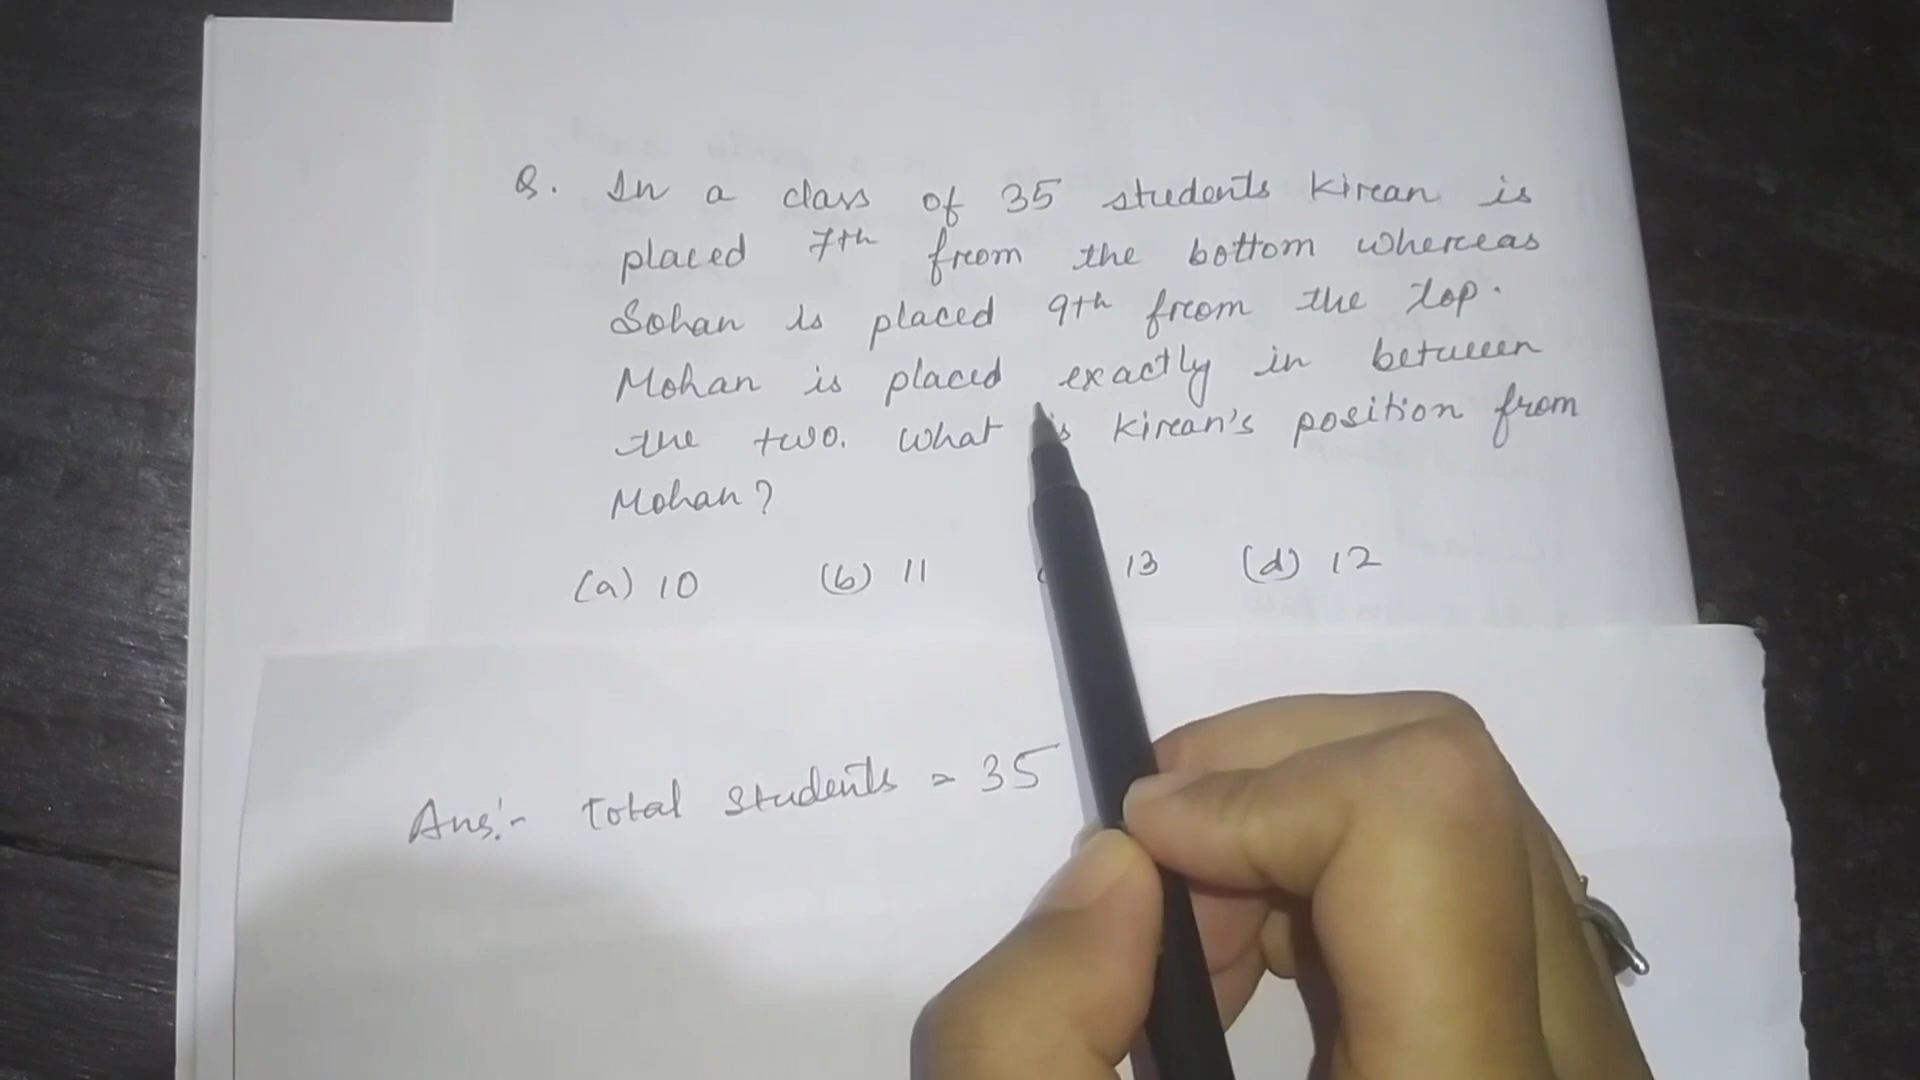 Q. In a class of 35 students Kiran is
placed 7th from the bottom whereas
Sohan is placed 9th from the top.
Mohan is placed exactly in between
the two. What is Kiran's position from
Mohan?
(a) 10 (b) 11 13 (d) 12
Ans:- Total students = 35